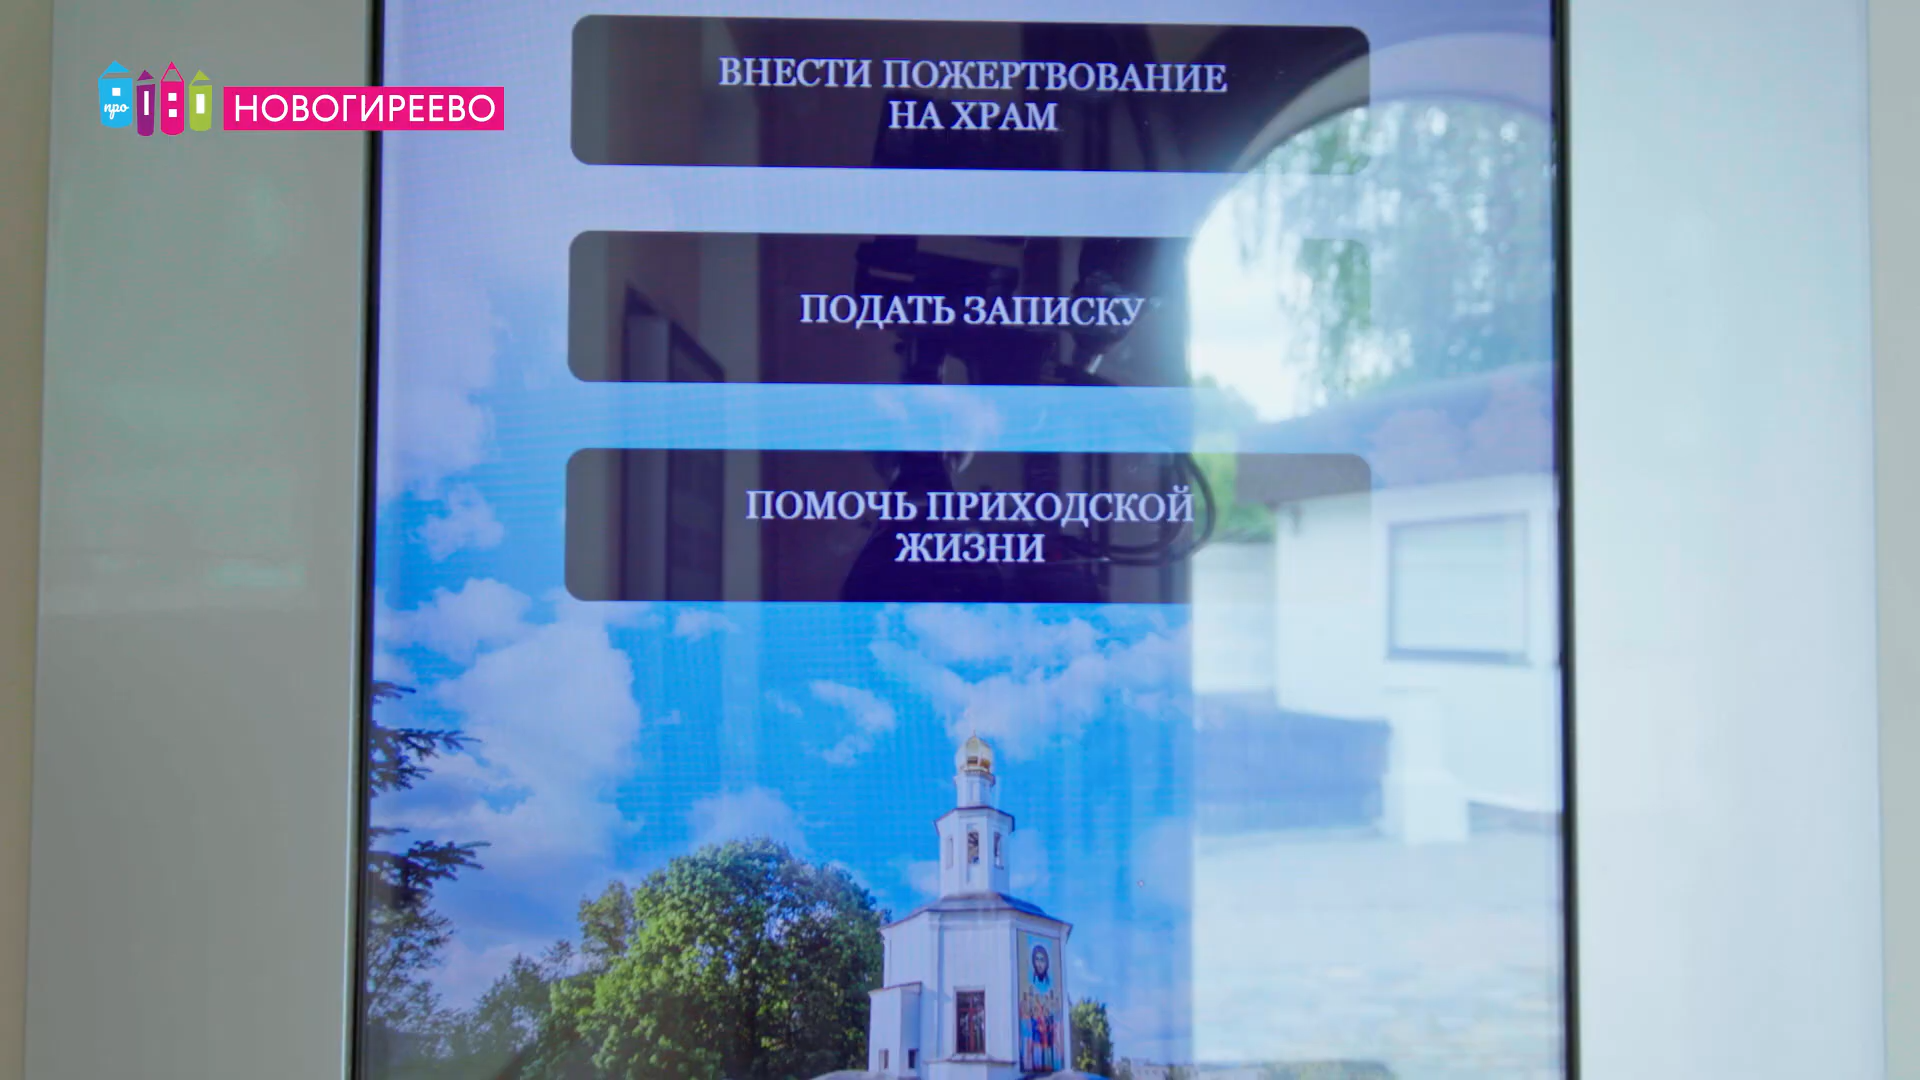 про
НОВОГИРЕЕВО
ВНЕСТИ ПОЖЕРТВОВАНИЕ
НА ХРАМ
ПОДАТЬ ЗАПИСКУ
ПОМОЧЬ ПРИХОДСКОЙ
ЖИЗНИ